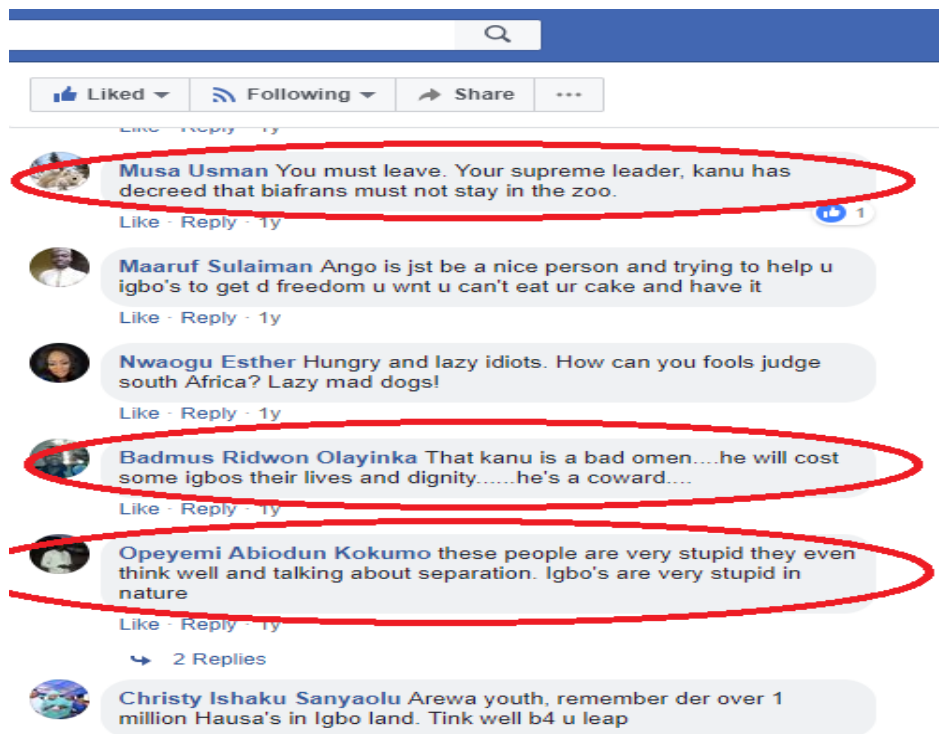 Liked Following Share ...
Like · Reply · 1y
Musa Usman You must leave. Your supreme leader, kanu has
decreed that biafrans must not stay in the zoo.
1
Like · Reply · 1y
Maaruf Sulaiman Ango is jst be a nice person and trying to help u
igbo's to get d freedom u wnt u can't eat ur cake and have it
Like · Reply · 1y
Nwaogu Esther Hungry and lazy idiots. How can you fools judge
south Africa? Lazy mad dogs!
Like · Reply · 1y
Badmus Ridwon Olayinka That kanu is a bad omen....he will cost
some igbos their lives and dignity......he's a coward....
Like · Reply · 1y
Opeyemi Abiodun Kokumo these people are very stupid they even
think well and talking about separation. Igbo's are very stupid in
nature
Like · Reply · 1y
2 Replies
Christy Ishaku Sanyaolu Arewa youth, remember der over 1
million Hausa's in Igbo land. Tink well b4 u leap